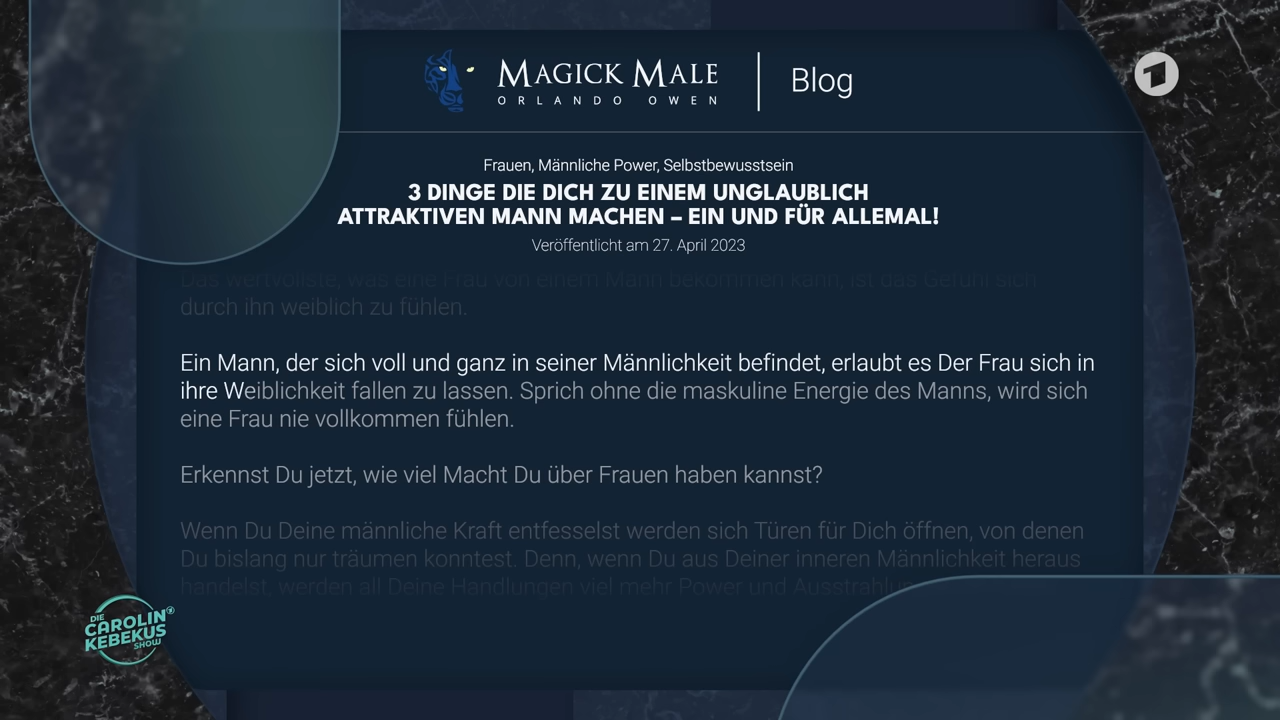 MAGICK MALE
ORLANDO OWEN
Blog
Frauen, Männliche Power, Selbstbewusstsein
3 DINGE DIE DICH ZU EINEM UNGLAUBLICH
ATTRAKTIVEN MANN MACHEN – EIN UND FÜR ALLEMAL!
Veröffentlicht am 27. April 2023
Das wertvollste, was eine Frau von einem Mann bekommen kann, ist das Gefühl sich
durch ihn weiblich zu fühlen.
Ein Mann, der sich voll und ganz in seiner Männlichkeit befindet, erlaubt es Der Frau sich in
ihre Weiblichkeit fallen zu lassen. Sprich ohne die maskuline Energie des Manns, wird sich
eine Frau nie vollkommen fühlen.
Erkennst Du jetzt, wie viel Macht Du über Frauen haben kannst?
Wenn Du Deine männliche Kraft entfesselst werden sich Türen für Dich öffnen, von denen
Du bislang nur träumen konntest. Denn, wenn Du aus Deiner inneren Männlichkeit heraus
handelst, werden all Deine Handlungen viel mehr Power und
DIE
CAROLIN
KEBEKUS
SHOW
1